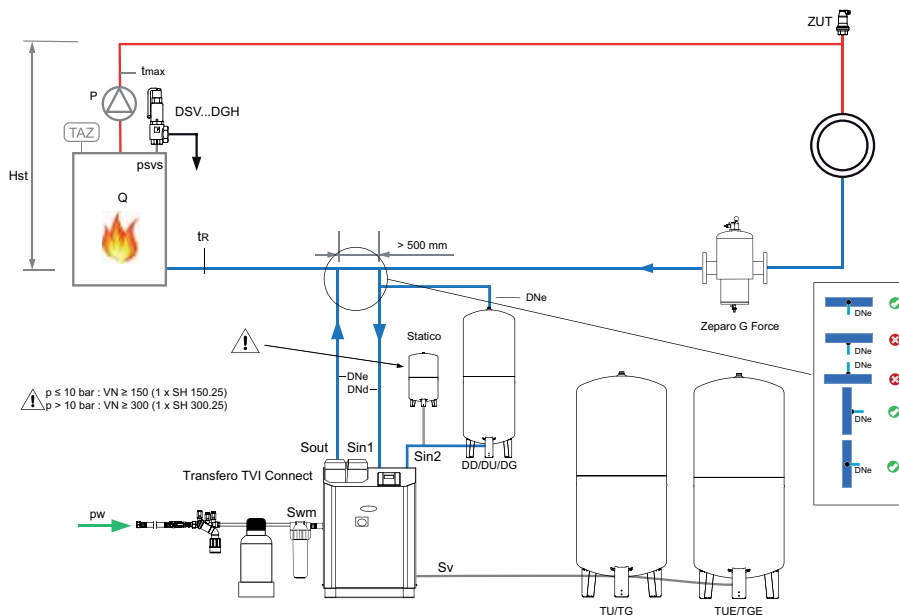 ZUT
tmax
P
DSV...DGH
TAZ
psvs
Hst
Q
tR
> 500 mm
DNe
Zeparo G Force
DNe
DNe
DNe
DNe
DNe
Statico
DNe
DNd
p ≤ 10 bar : VN ≥ 150 (1 x SH 150.25)
p > 10 bar : VN ≥ 300 (1 x SH 300.25)
Sout
Sin1
Sin2
DD/DU/DG
Transfero TVI Connect
pw
Swm
Sv
TU/TG
TUE/TGE